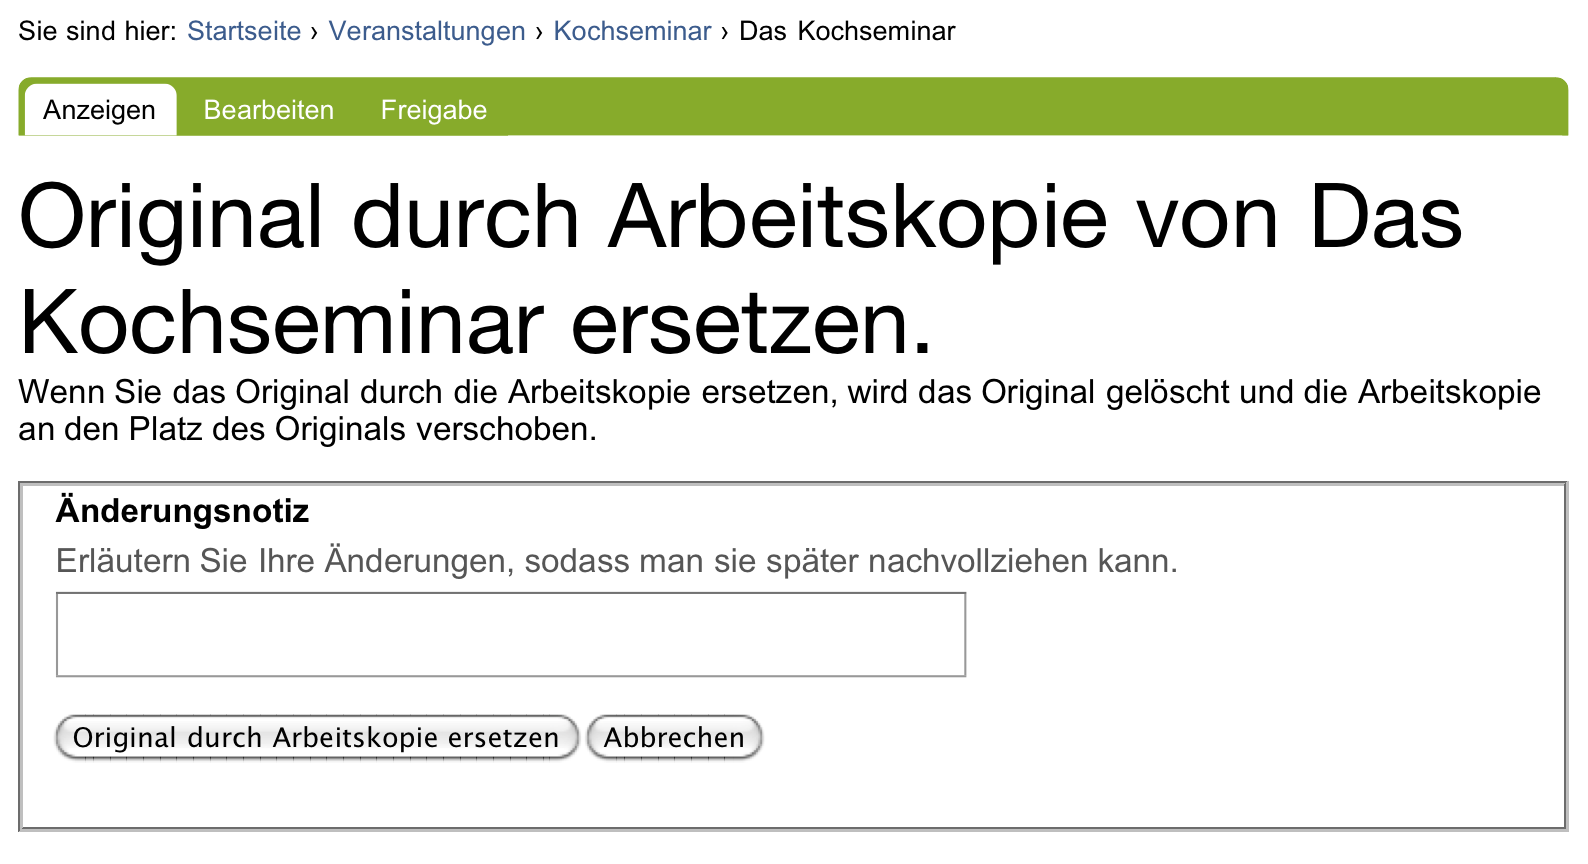 Sie sind hier: Startseite › Veranstaltungen › Kochseminar › Das Kochseminar
Anzeigen Bearbeiten Freigabe
Original durch Arbeitskopie von Das
Kochseminar ersetzen.
Wenn Sie das Original durch die Arbeitskopie ersetzen, wird das Original gelöscht und die Arbeitskopie
an den Platz des Originals verschoben.
Änderungsnotiz
Erläutern Sie Ihre Änderungen, sodass man sie später nachvollziehen kann.
Original durch Arbeitskopie ersetzen Abbrechen